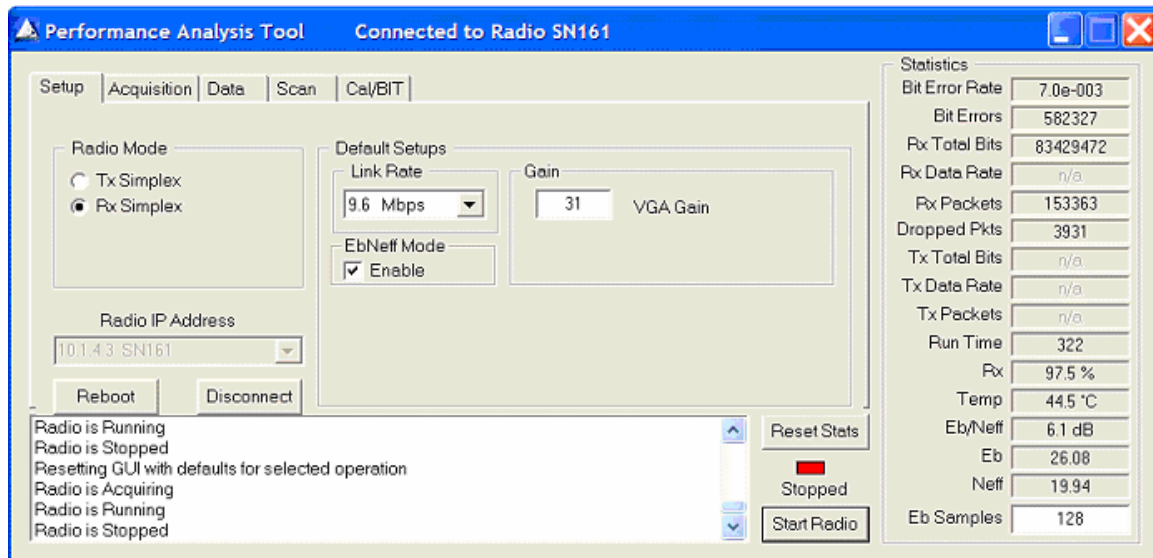 Performance Analysis Tool Connected to Radio SN161
Setup Acquisition Data Scan Cal/BIT
Radio Mode
Tx Simplex
Rx Simplex
Radio IP Address
10.1.4.3 SN161
Reboot Disconnect
Default Setups
Link Rate
9.6 Mbps
EbNeff Mode
Enable
Gain
31 VGA Gain
Radio is Running
Radio is Stopped
Resetting GUI with defaults for selected operation
Radio is Acquiring
Radio is Running
Radio is Stopped
Reset Stats
Stopped
Start Radio
Statistics
Bit Error Rate 7.0e-003
Bit Errors 582327
Rx Total Bits 83429472
Rx Data Rate n/a
Rx Packets 153363
Dropped Pkts 3931
Tx Total Bits n/a
Tx Data Rate n/a
Tx Packets n/a
Run Time 322
Rx 97.5 %
Temp 44.5 °C
Eb/Neff 6.1 dB
Eb 26.08
Neff 19.94
Eb Samples 128